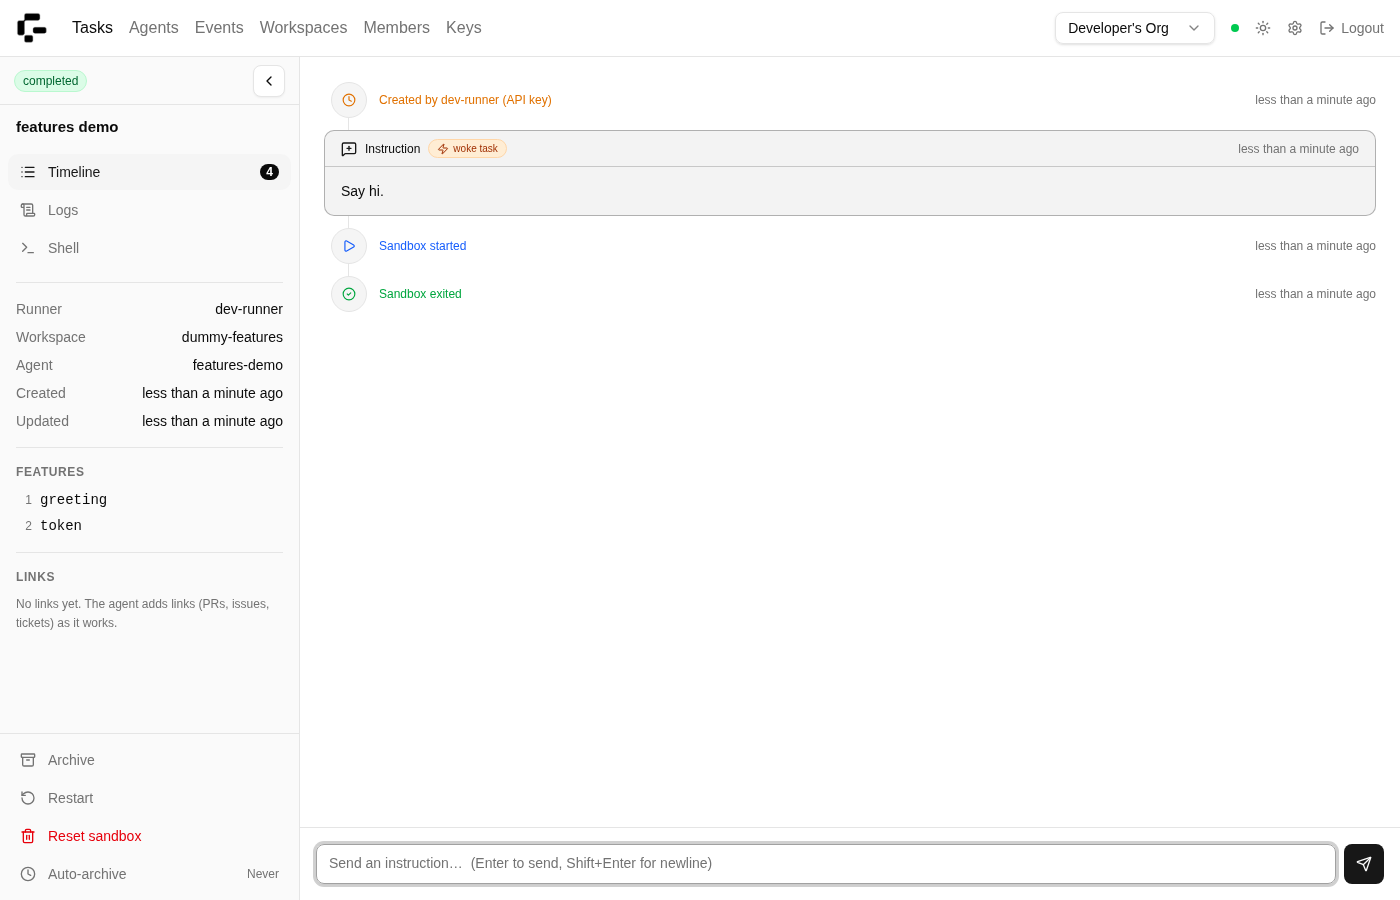 Tasks Agents Events Workspaces Members Keys Developer's Org Logout
completed
features demo
Timeline 4
Logs
Shell
Runner dev-runner
Workspace dummy-features
Agent features-demo
Created less than a minute ago
Updated less than a minute ago
FEATURES
1 greeting
2 token
LINKS
No links yet. The agent adds links (PRs, issues,
tickets) as it works.
Archive
Restart
Reset sandbox
Auto-archive Never
Created by dev-runner (API key) less than a minute ago
Instruction woke task less than a minute ago
Say hi.
Sandbox started less than a minute ago
Sandbox exited less than a minute ago
Send an instruction… (Enter to send, Shift+Enter for newline)